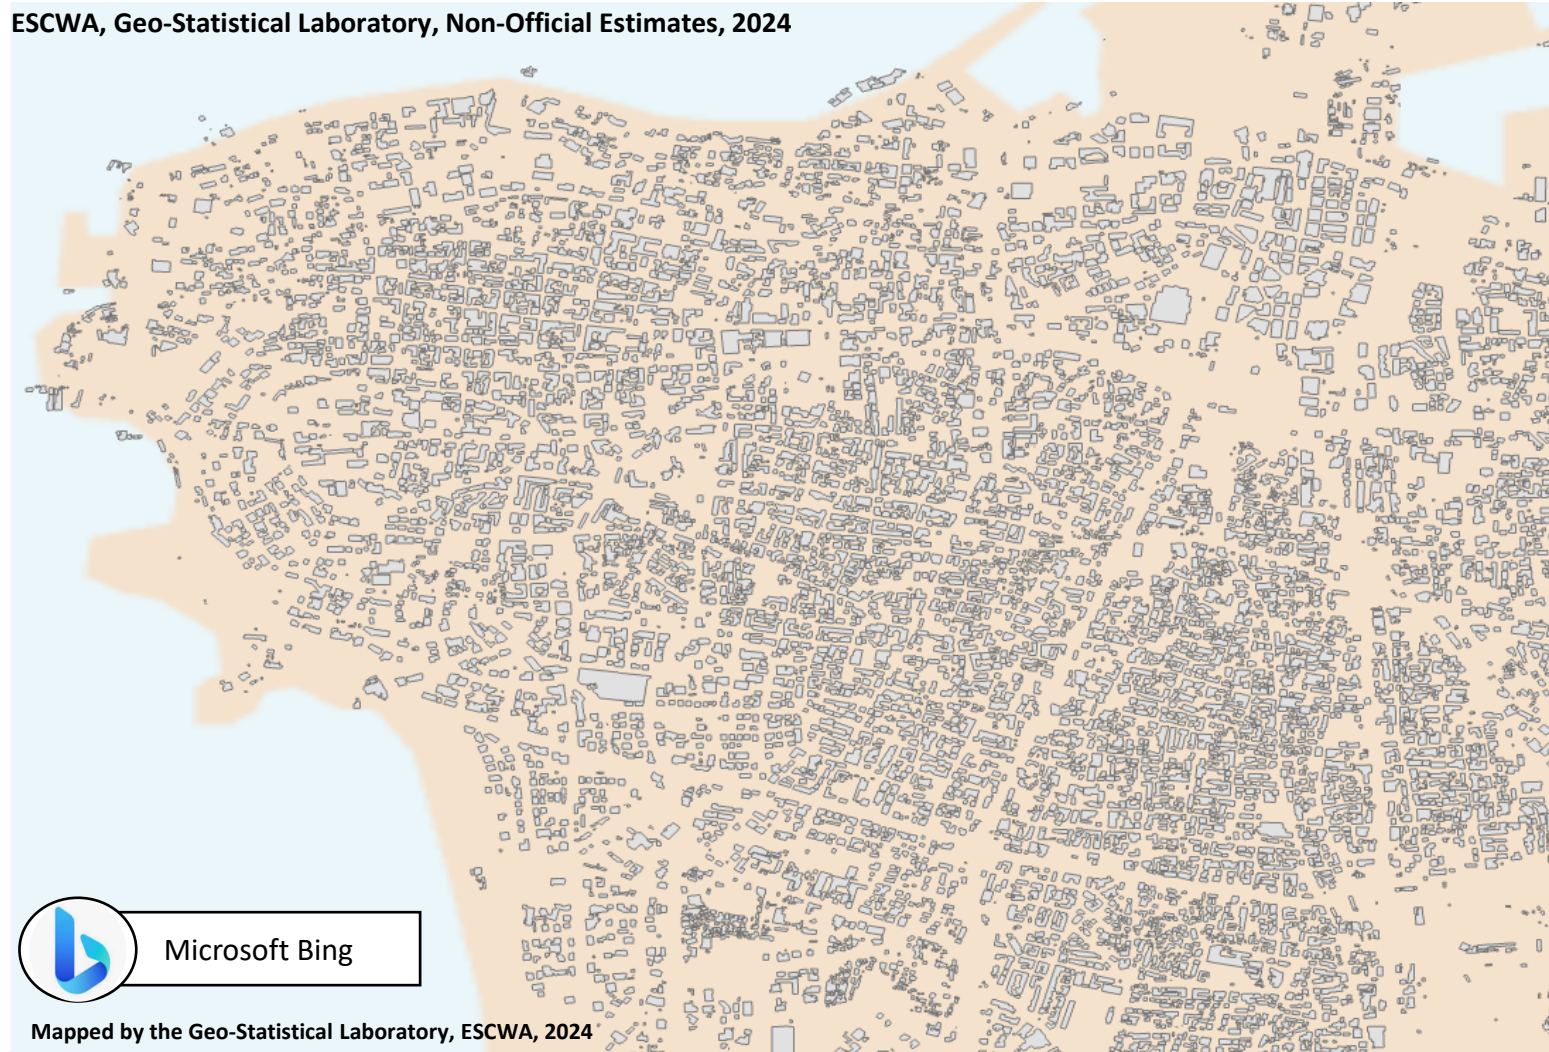 ESCWA, Geo-Statistical Laboratory, Non-Official Estimates, 2024
Microsoft Bing
Mapped by the Geo-Statistical Laboratory, ESCWA, 2024